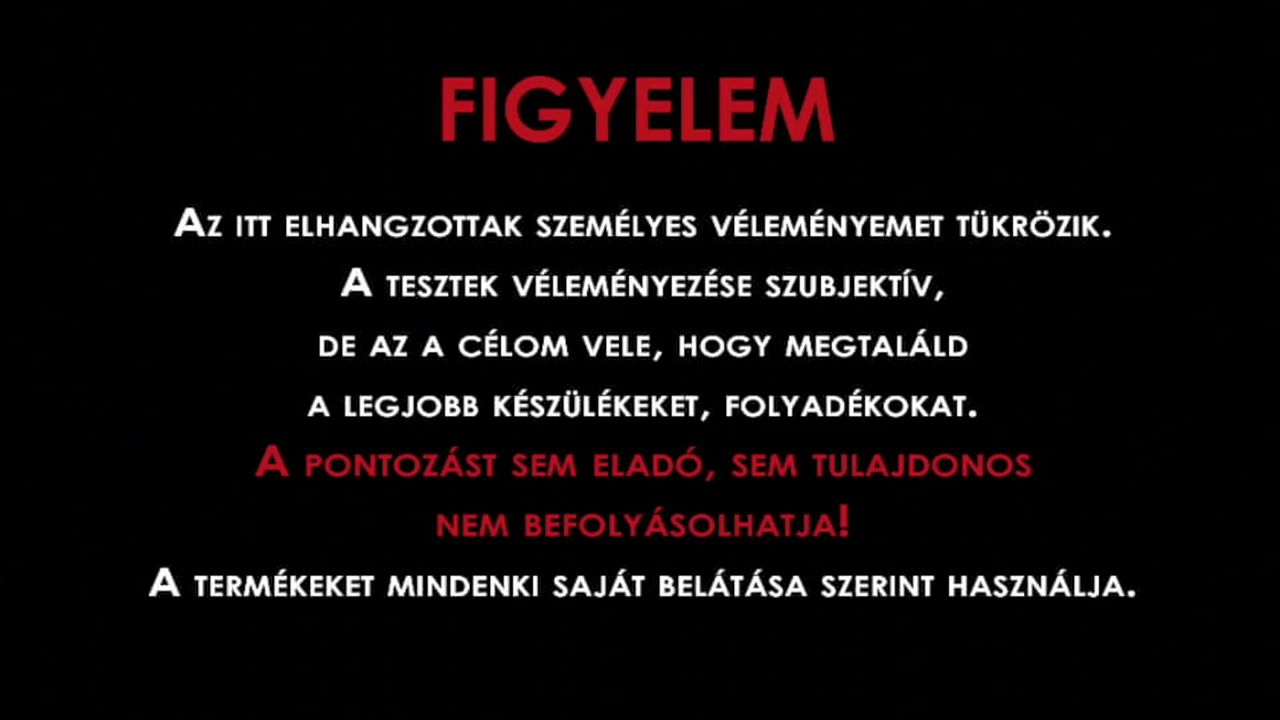 FIGYELEM
Az itt elhangzottak személyes véleményemet tükrözik.
A tesztek véleményezése szubjektív,
de az a célom vele, hogy megtaláld
a legjobb készülékeket, folyadékokat.
A pontozást sem eladó, sem tulajdonos
nem befolyásolhatja!
A termékeket mindenki saját belátása szerint használja.